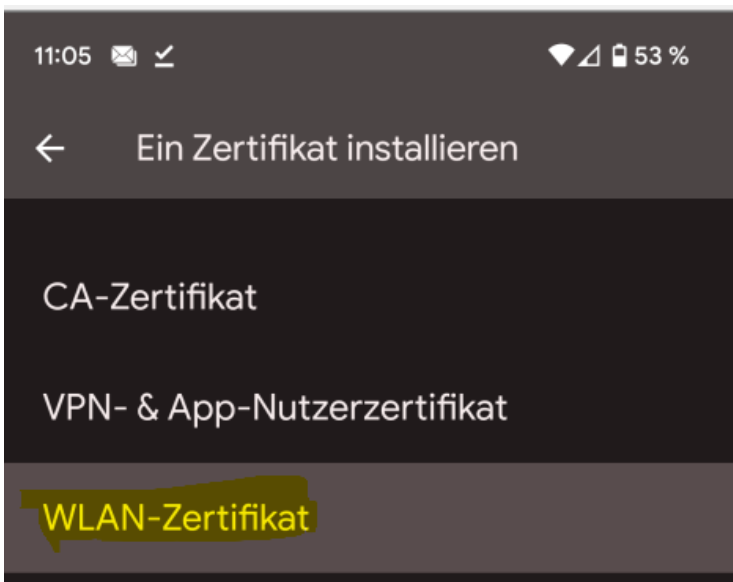 11:05 53 %
Ein Zertifikat installieren
CA-Zertifikat
VPN- & App-Nutzerzertifikat
WLAN-Zertifikat